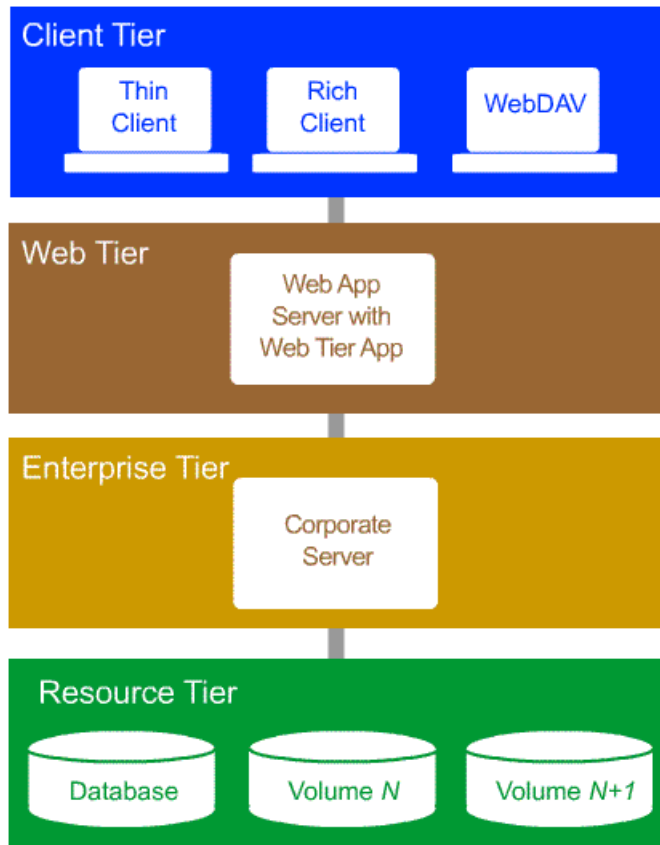 Client Tier
Thin
Client
Rich
Client
WebDAV
Web Tier
Web App
Server with
Web Tier App
Enterprise Tier
Corporate
Server
Resource Tier
Database
Volume N
Volume N+1